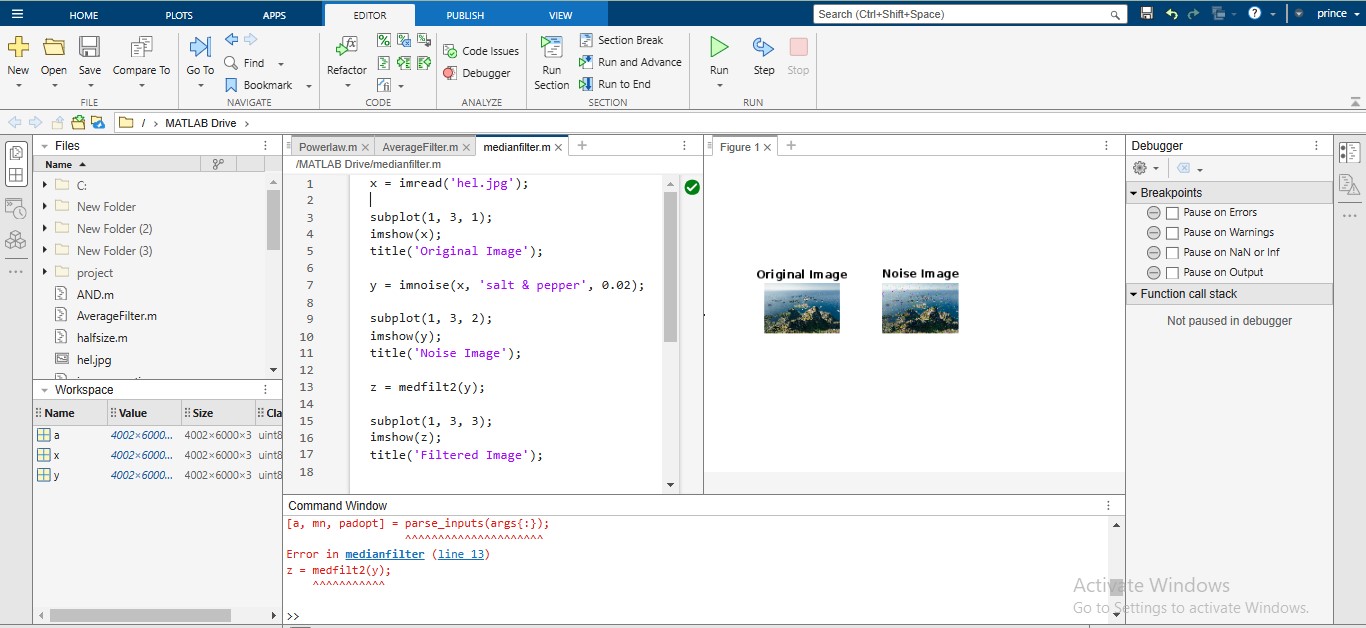 HOME PLOTS APPS EDITOR PUBLISH VIEW Search (Ctrl+Shift+Space) prince
New Open Save Compare To Go To Find Bookmark Refactor Code Issues Debugger Run Section Section Break Run and Advance Run to End Run Step Stop
FILE NAVIGATE CODE ANALYZE SECTION RUN
/ > MATLAB Drive >
Files
Name
C:
New Folder
New Folder (2)
New Folder (3)
project
AND.m
AverageFilter.m
halfsize.m
hel.jpg
Workspace
Name Value Size Cla
a 4002×6000... 4002×6000×3 uint8
x 4002×6000... 4002×6000×3 uint8
y 4002×6000... 4002×6000×3 uint8
Powerlaw.m AverageFilter.m medianfilter.m
/MATLAB Drive/medianfilter.m
1 x = imread('hel.jpg');
2
3 subplot(1, 3, 1);
4 imshow(x);
5 title('Original Image');
6
7 y = imnoise(x, 'salt & pepper', 0.02);
8
9 subplot(1, 3, 2);
10 imshow(y);
11 title('Noise Image');
12
13 z = medfilt2(y);
14
15 subplot(1, 3, 3);
16 imshow(z);
17 title('Filtered Image');
18
Figure 1
Original Image Noise Image
Command Window
[a, mn, padopt] = parse_inputs(args{:});
^^^^^^^^^^^^^^^^^^^^^
Error in medianfilter (line 13)
z = medfilt2(y);
^^^^^^^^^^^
>>
Debugger
Breakpoints
Pause on Errors
Pause on Warnings
Pause on NaN or Inf
Pause on Output
Function call stack
Not paused in debugger
Activate Windows
Go to Settings to activate Windows.